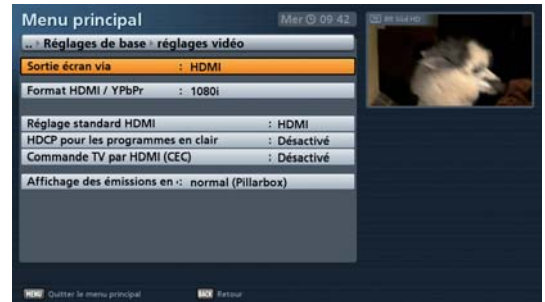 Menu principal
Mer 09 42
.. › Réglages de base › réglages vidéo
Sortie écran via : HDMI
Format HDMI / YPbPr : 1080i
Réglage standard HDMI : HDMI
HDCP pour les programmes en clair : Désactivé
Commande TV par HDMI (CEC) : Désactivé
Affichage des émissions en : normal (Pillarbox)
MENU Quitter le menu principal
BACK Retour